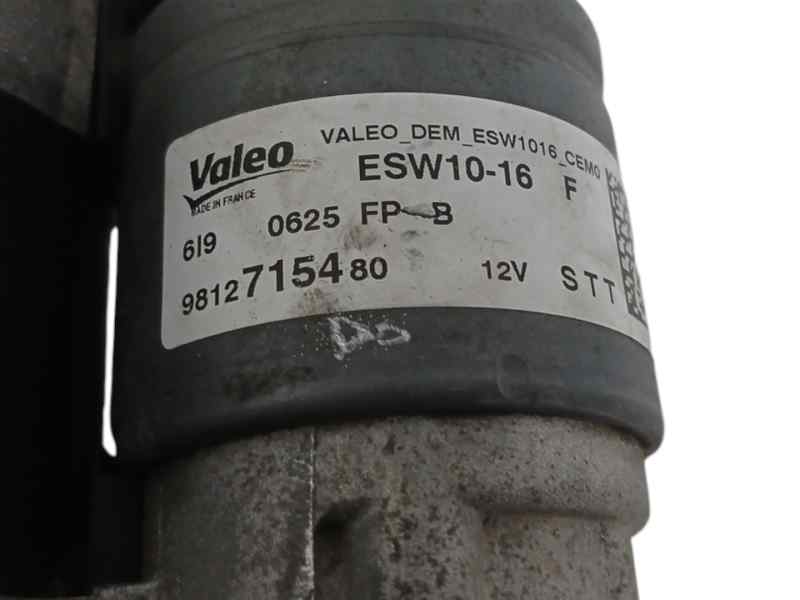 VALEO_DEM_ESW1016_CEM0
Valeo ESW10-16 F
MADE IN FRANCE
6I9 0625 FP B
9812715480 12V STT